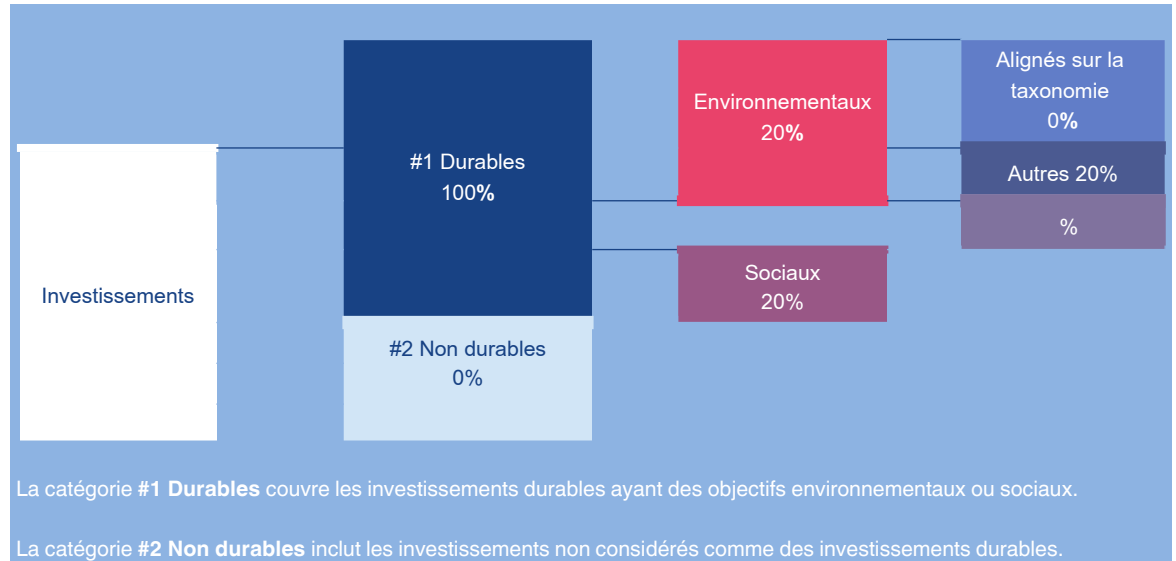 Investissements
#1 Durables
100%
#2 Non durables
0%
Environnementaux
20%
Sociaux
20%
Alignés sur la
taxonomie
0%
Autres 20%
%
La catégorie #1 Durables couvre les investissements durables ayant des objectifs environnementaux ou sociaux.
La catégorie #2 Non durables inclut les investissements non considérés comme des investissements durables.